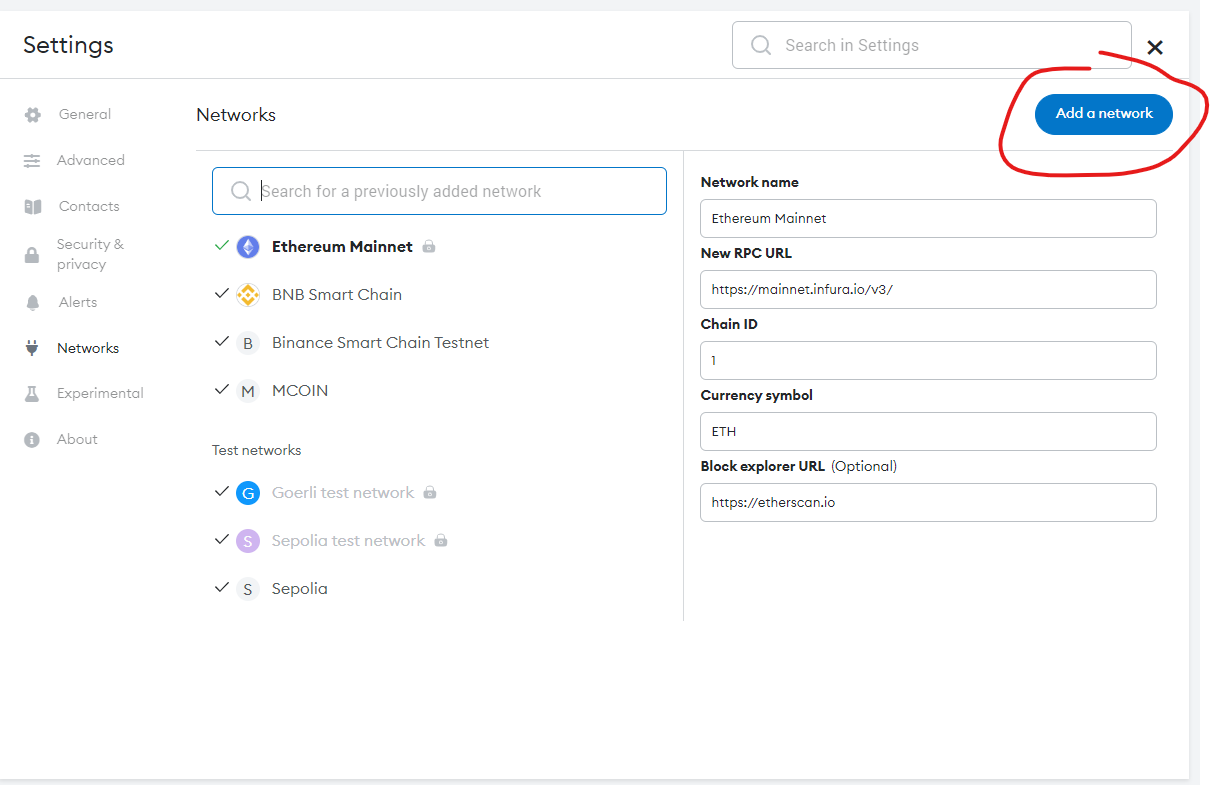 Settings
Search in Settings
General
Advanced
Contacts
Security &
privacy
Alerts
Networks
Experimental
About
Networks
Add a network
Search for a previously added network
Ethereum Mainnet
BNB Smart Chain
B Binance Smart Chain Testnet
M MCOIN
Test networks
G Goerli test network
S Sepolia test network
S Sepolia
Network name
Ethereum Mainnet
New RPC URL
https://mainnet.infura.io/v3/
Chain ID
1
Currency symbol
ETH
Block explorer URL (Optional)
https://etherscan.io